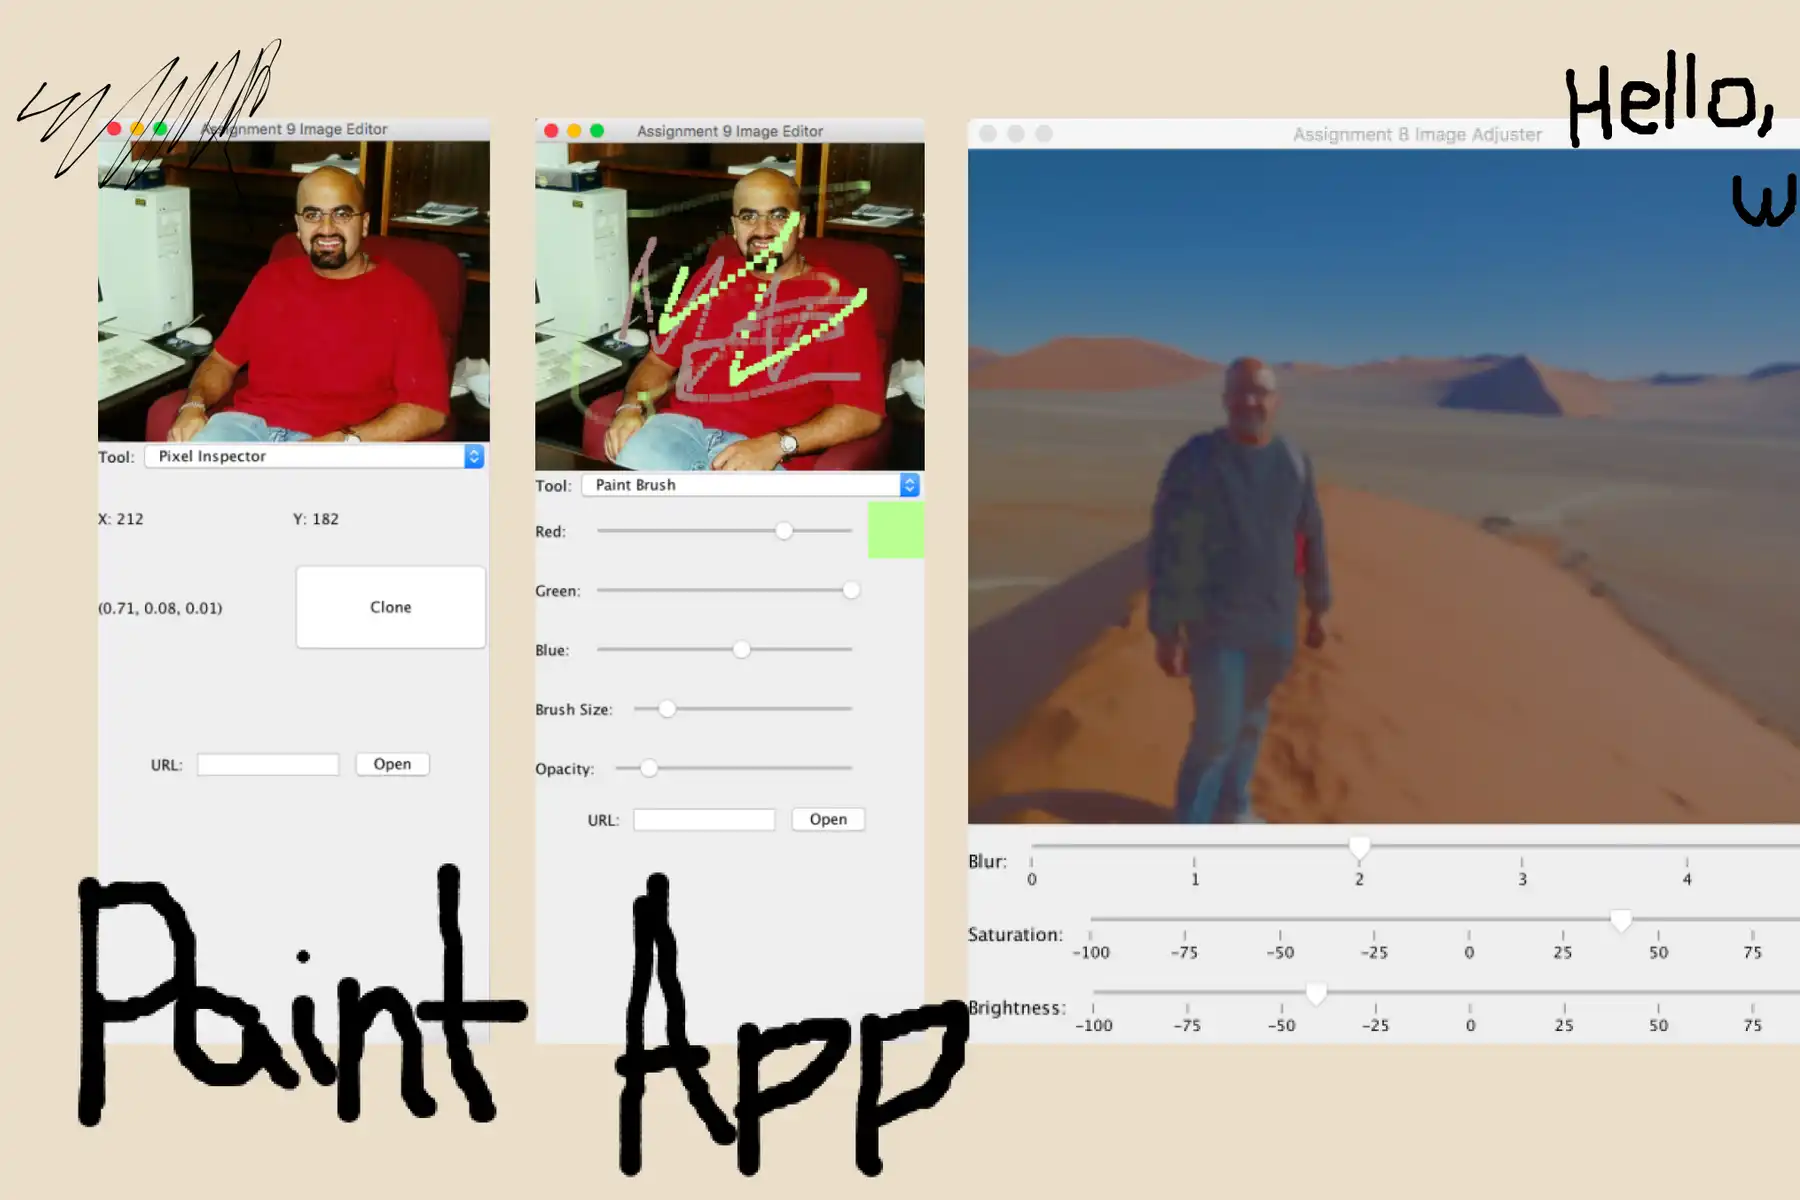 Hello,
W
Assignment 9 Image Editor
Tool: Pixel Inspector
X: 212 Y: 182
(0.71, 0.08, 0.01) Clone
URL: Open
Assignment 9 Image Editor
Tool: Paint Brush
Red:
Green:
Blue:
Brush Size:
Opacity:
URL: Open
Assignment 8 Image Adjuster
Blur:
0 1 2 3 4
Saturation:
-100 -75 -50 -25 0 25 50 75
Brightness:
-100 -75 -50 -25 0 25 50 75
Paint App